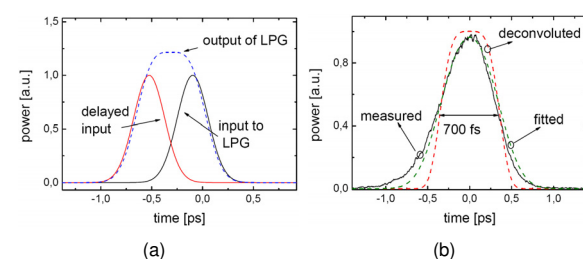 1,5
1,0
0,5
0,0
power [a.u.]
output of LPG
delayed
input
input to
LPG
-1,0
-0,5
0,0
0,5
time [ps]
(a)
0,8
0,4
0,0
power [a.u.]
deconvoluted
measured
700 fs
fitted
-1,0
-0,5
0,0
0,5
1,0
time [ps]
(b)